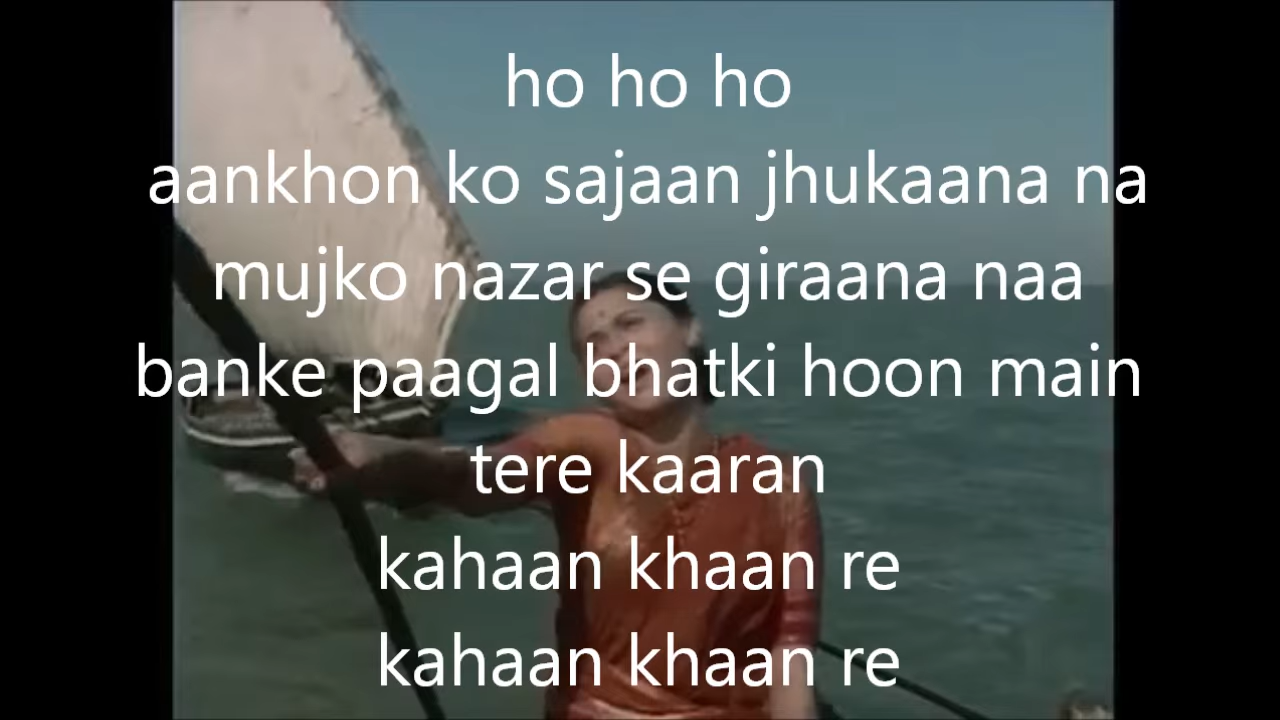 ho ho ho
aankhon ko sajaan jhukaana na
mujko nazar se giraana naa
banke paagal bhatki hoon main
tere kaaran
kahaan khaan re
kahaan khaan re